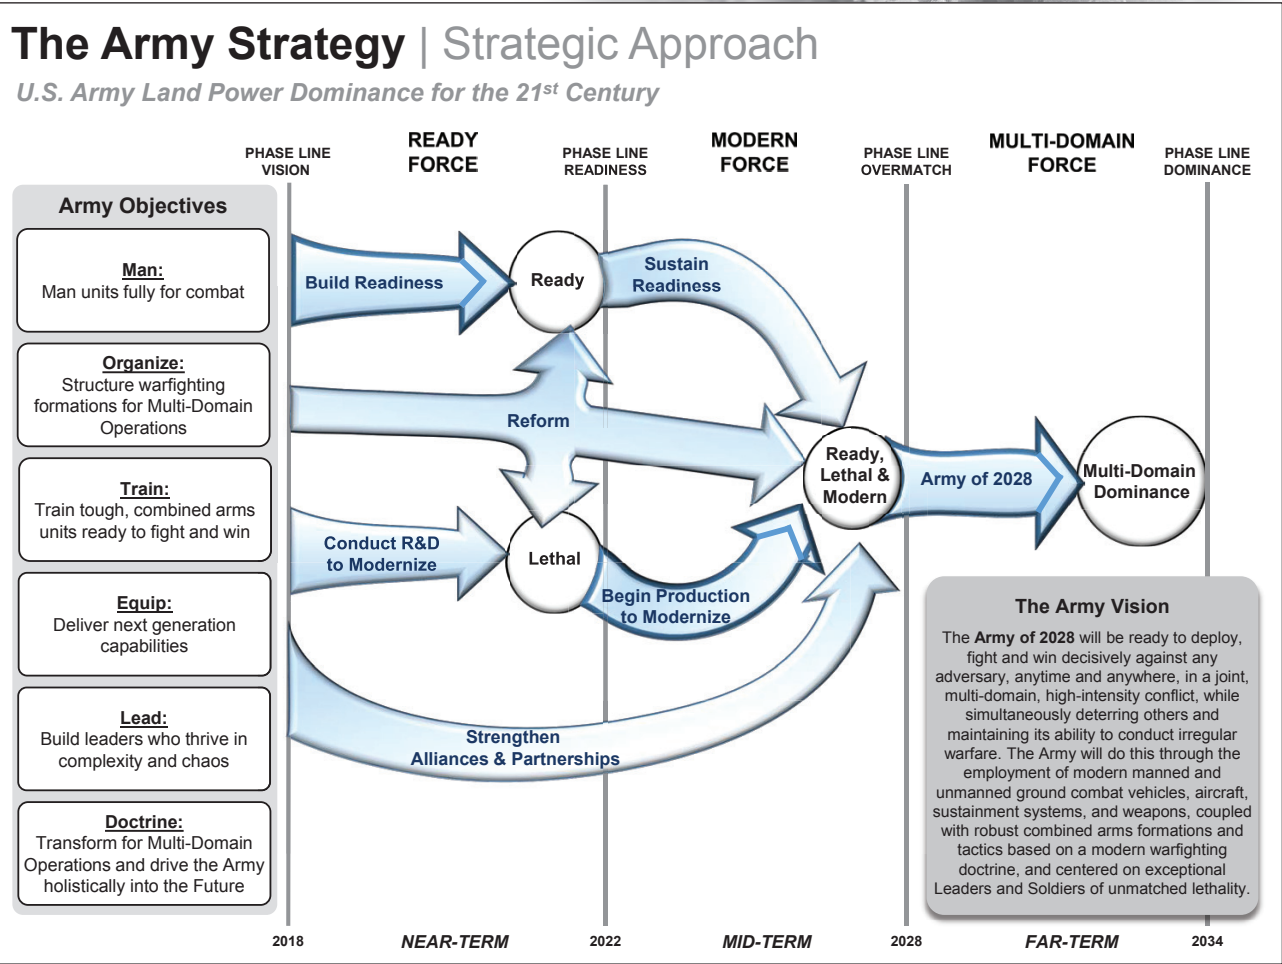 The Army Strategy | Strategic Approach
U.S. Army Land Power Dominance for the 21st Century
PHASE LINE
VISION
READY
FORCE
PHASE LINE
READINESS
MODERN
FORCE
PHASE LINE
OVERMATCH
MULTI-DOMAIN
FORCE
PHASE LINE
DOMINANCE
Army Objectives
Man:
Man units fully for combat
Organize:
Structure warfighting
formations for Multi-Domain
Operations
Train:
Train tough, combined arms
units ready to fight and win
Equip:
Deliver next generation
capabilities
Lead:
Build leaders who thrive in
complexity and chaos
Doctrine:
Transform for Multi-Domain
Operations and drive the Army
holistically into the Future
Build Readiness
Ready
Sustain
Readiness
Reform
Conduct R&D
to Modernize
Lethal
Begin Production
to Modernize
Strengthen
Alliances & Partnerships
Ready,
Lethal &
Modern
Army of 2028
Multi-Domain
Dominance
The Army Vision
The Army of 2028 will be ready to deploy,
fight and win decisively against any
adversary, anytime and anywhere, in a joint,
multi-domain, high-intensity conflict, while
simultaneously deterring others and
maintaining its ability to conduct irregular
warfare. The Army will do this through the
employment of modern manned and
unmanned ground combat vehicles, aircraft,
sustainment systems, and weapons, coupled
with robust combined arms formations and
tactics based on a modern warfighting
doctrine, and centered on exceptional
Leaders and Soldiers of unmatched lethality.
2018
NEAR-TERM
2022
MID-TERM
2028
FAR-TERM
2034